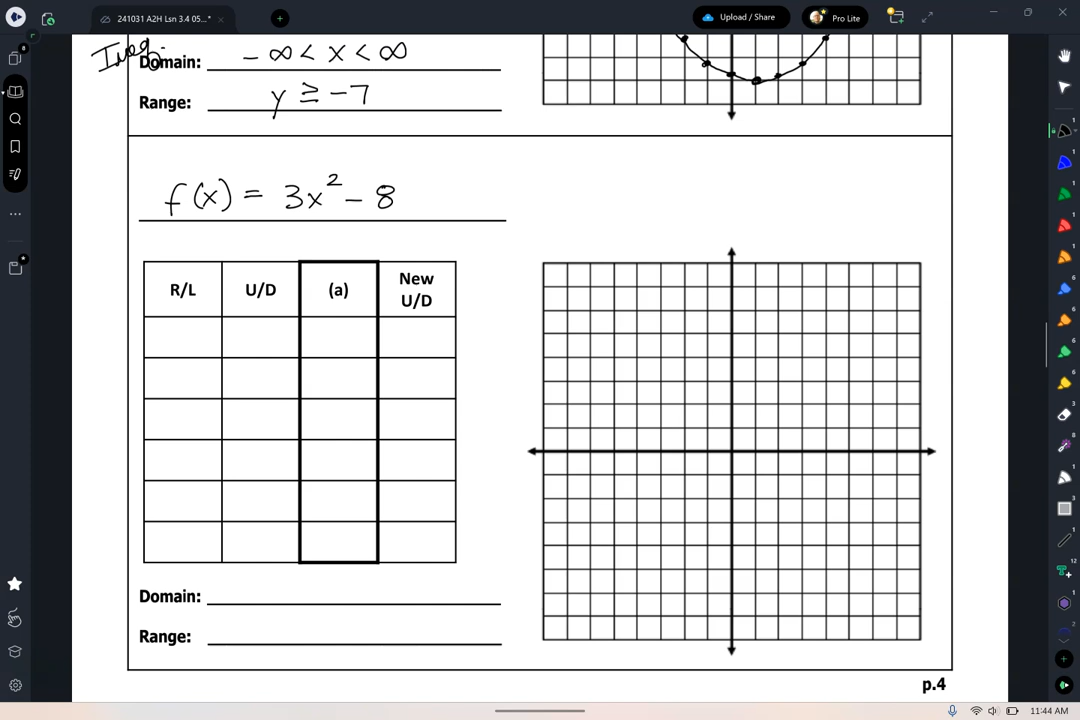 241031 A2H Lsn 3.4 05...*
Upload / Share
Pro Lite
Ineq.
Domain: -∞ < x < ∞
Range: y ≥ -7
f(x) = 3x² - 8
R/L U/D (a) New U/D
Domain:
Range:
p.4
11:44 AM